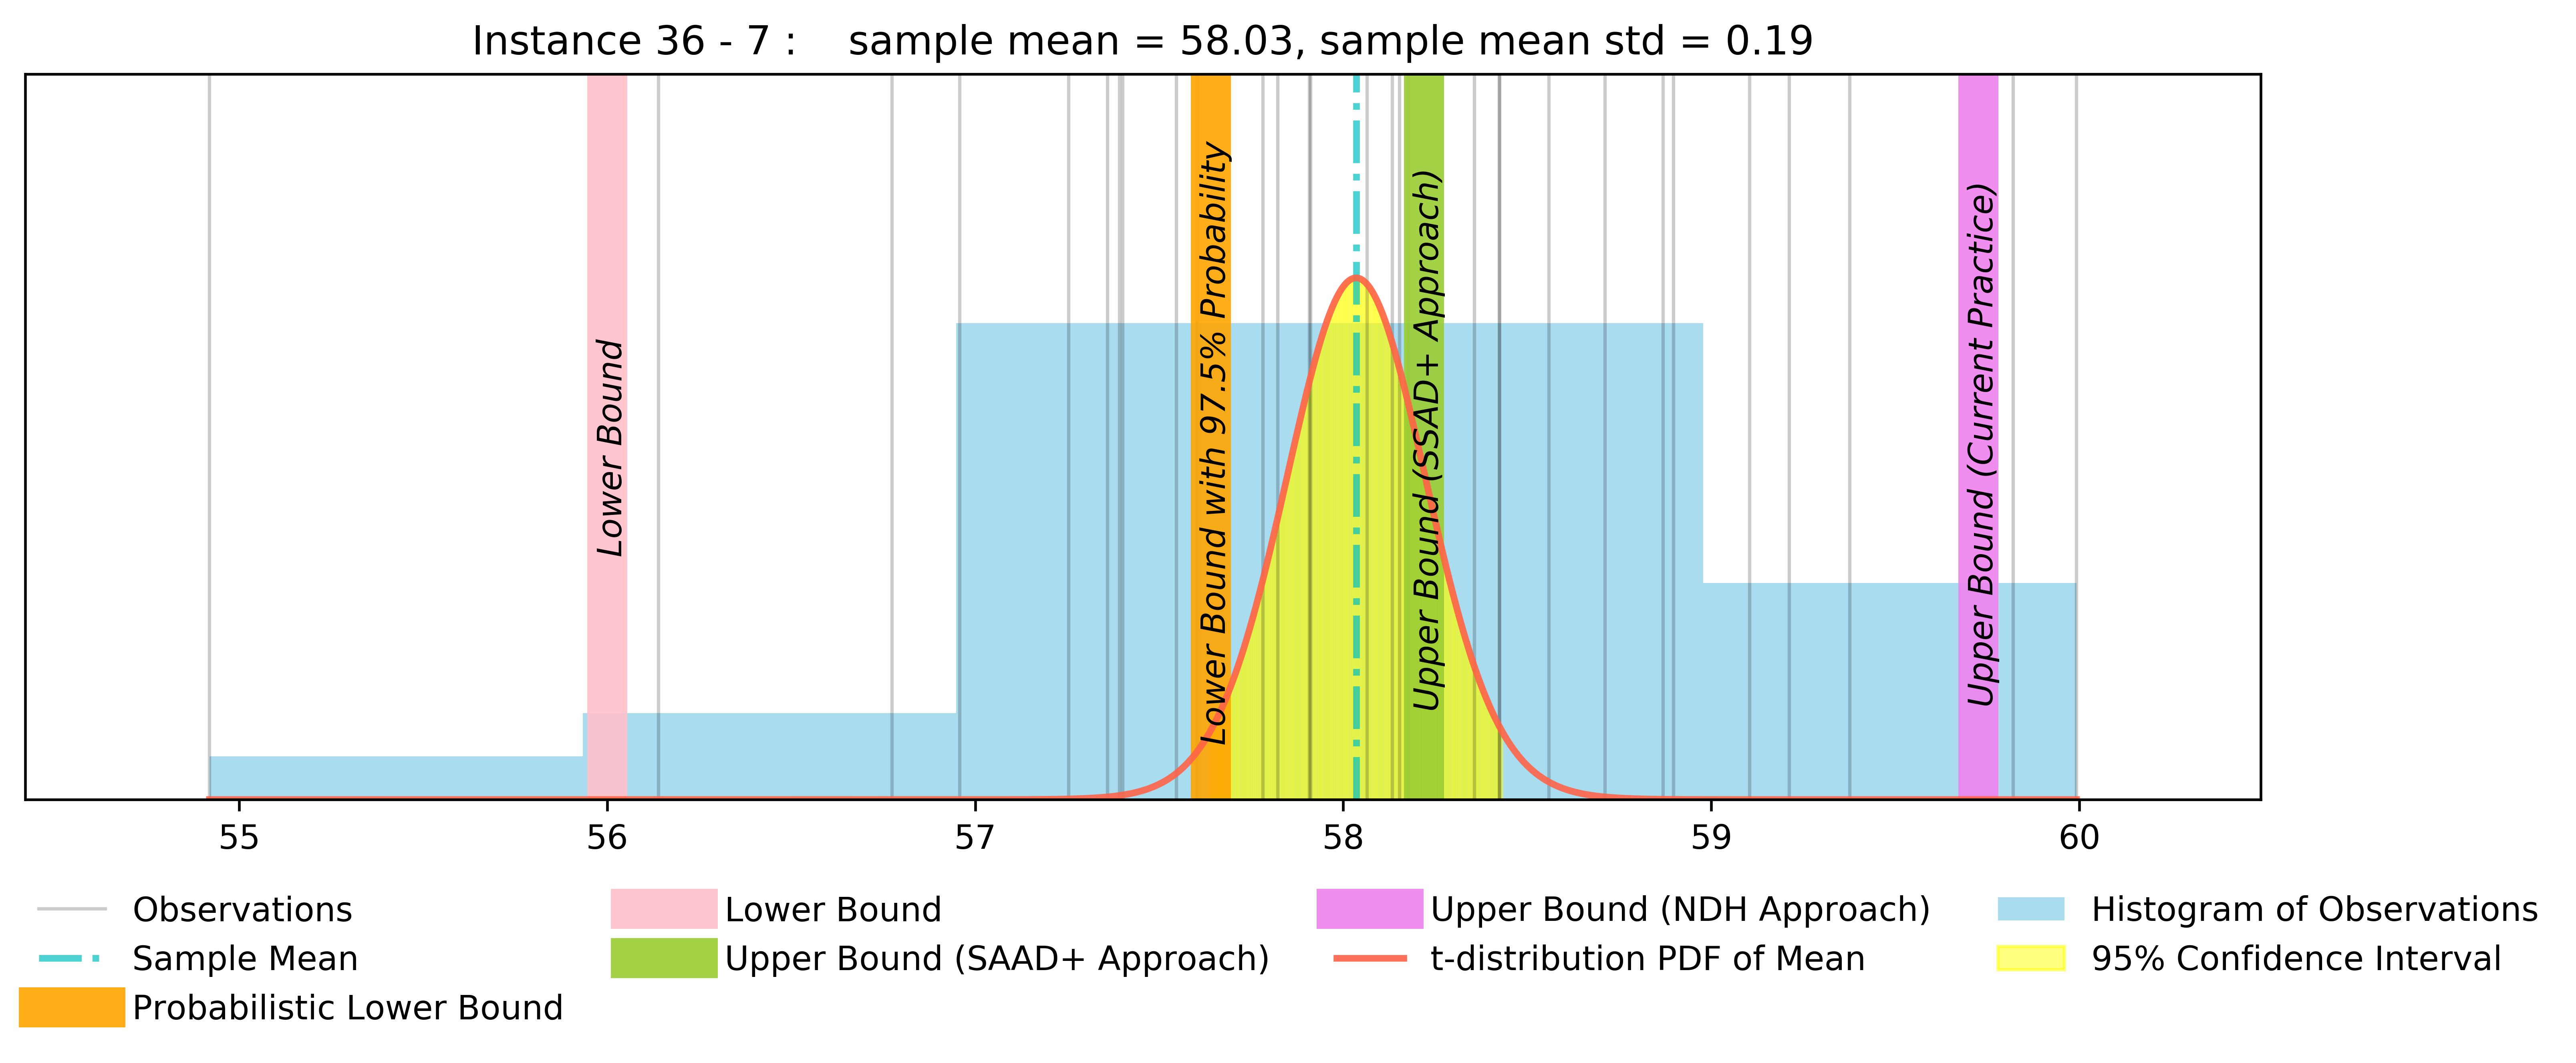 Instance 36 - 7 :    sample mean = 58.03, sample mean std = 0.19
Lower Bound
Lower Bound with 97.5% Probability
Upper Bound (SSAD+ Approach)
Upper Bound (Current Practice)
55 56 57 58 59 60
Observations
Sample Mean
Probabilistic Lower Bound
Lower Bound
Upper Bound (SAAD+ Approach)
Upper Bound (NDH Approach)
t-distribution PDF of Mean
Histogram of Observations
95% Confidence Interval